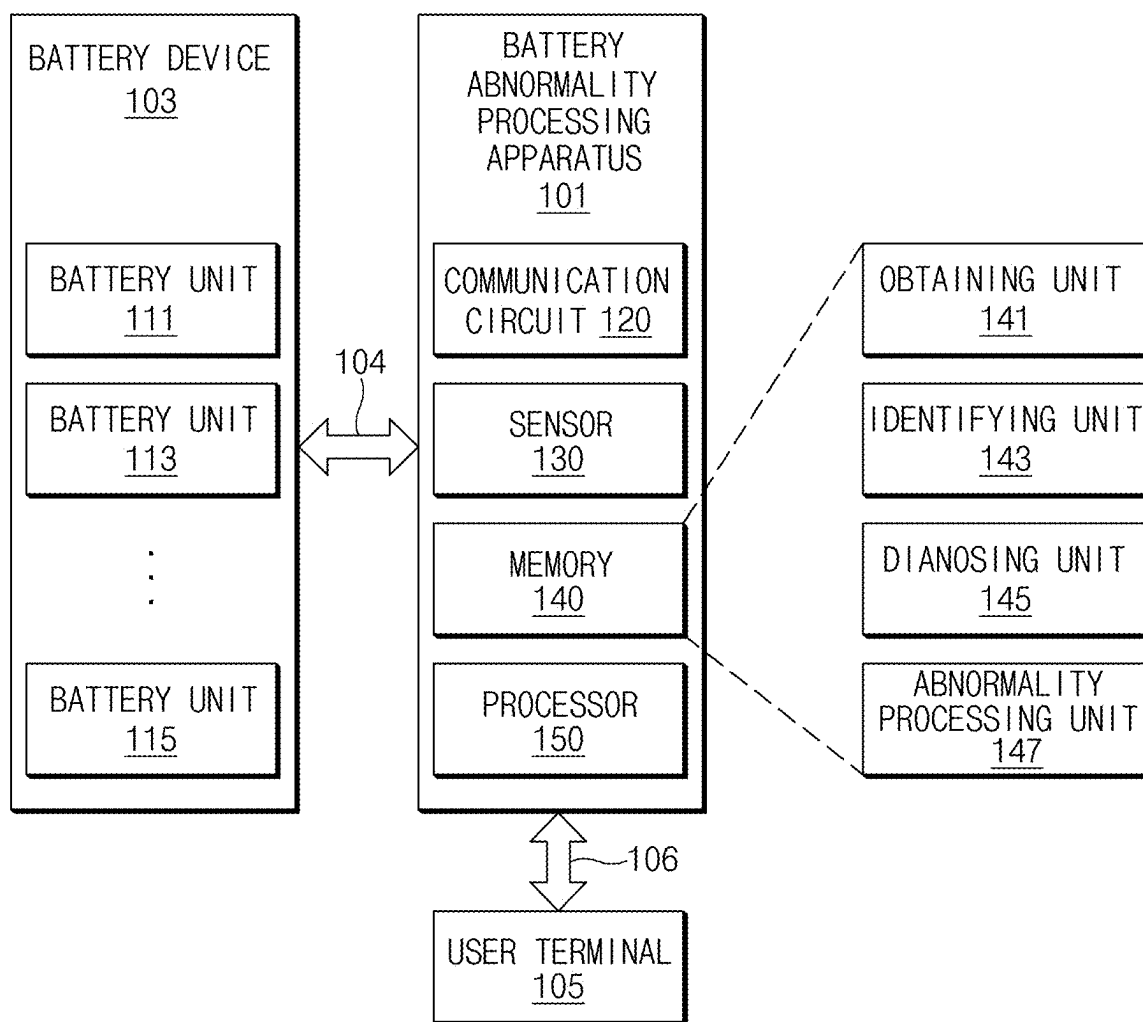 BATTERY DEVICE
103
BATTERY UNIT
111
BATTERY UNIT
113
BATTERY UNIT
115
104
BATTERY
ABNORMALITY
PROCESSING
APPARATUS
101
COMMUNICATION
CIRCUIT 120
SENSOR
130
MEMORY
140
PROCESSOR
150
OBTAINING UNIT
141
IDENTIFYING UNIT
143
DIANOSING UNIT
145
ABNORMALITY
PROCESSING UNIT
147
106
USER TERMINAL
105